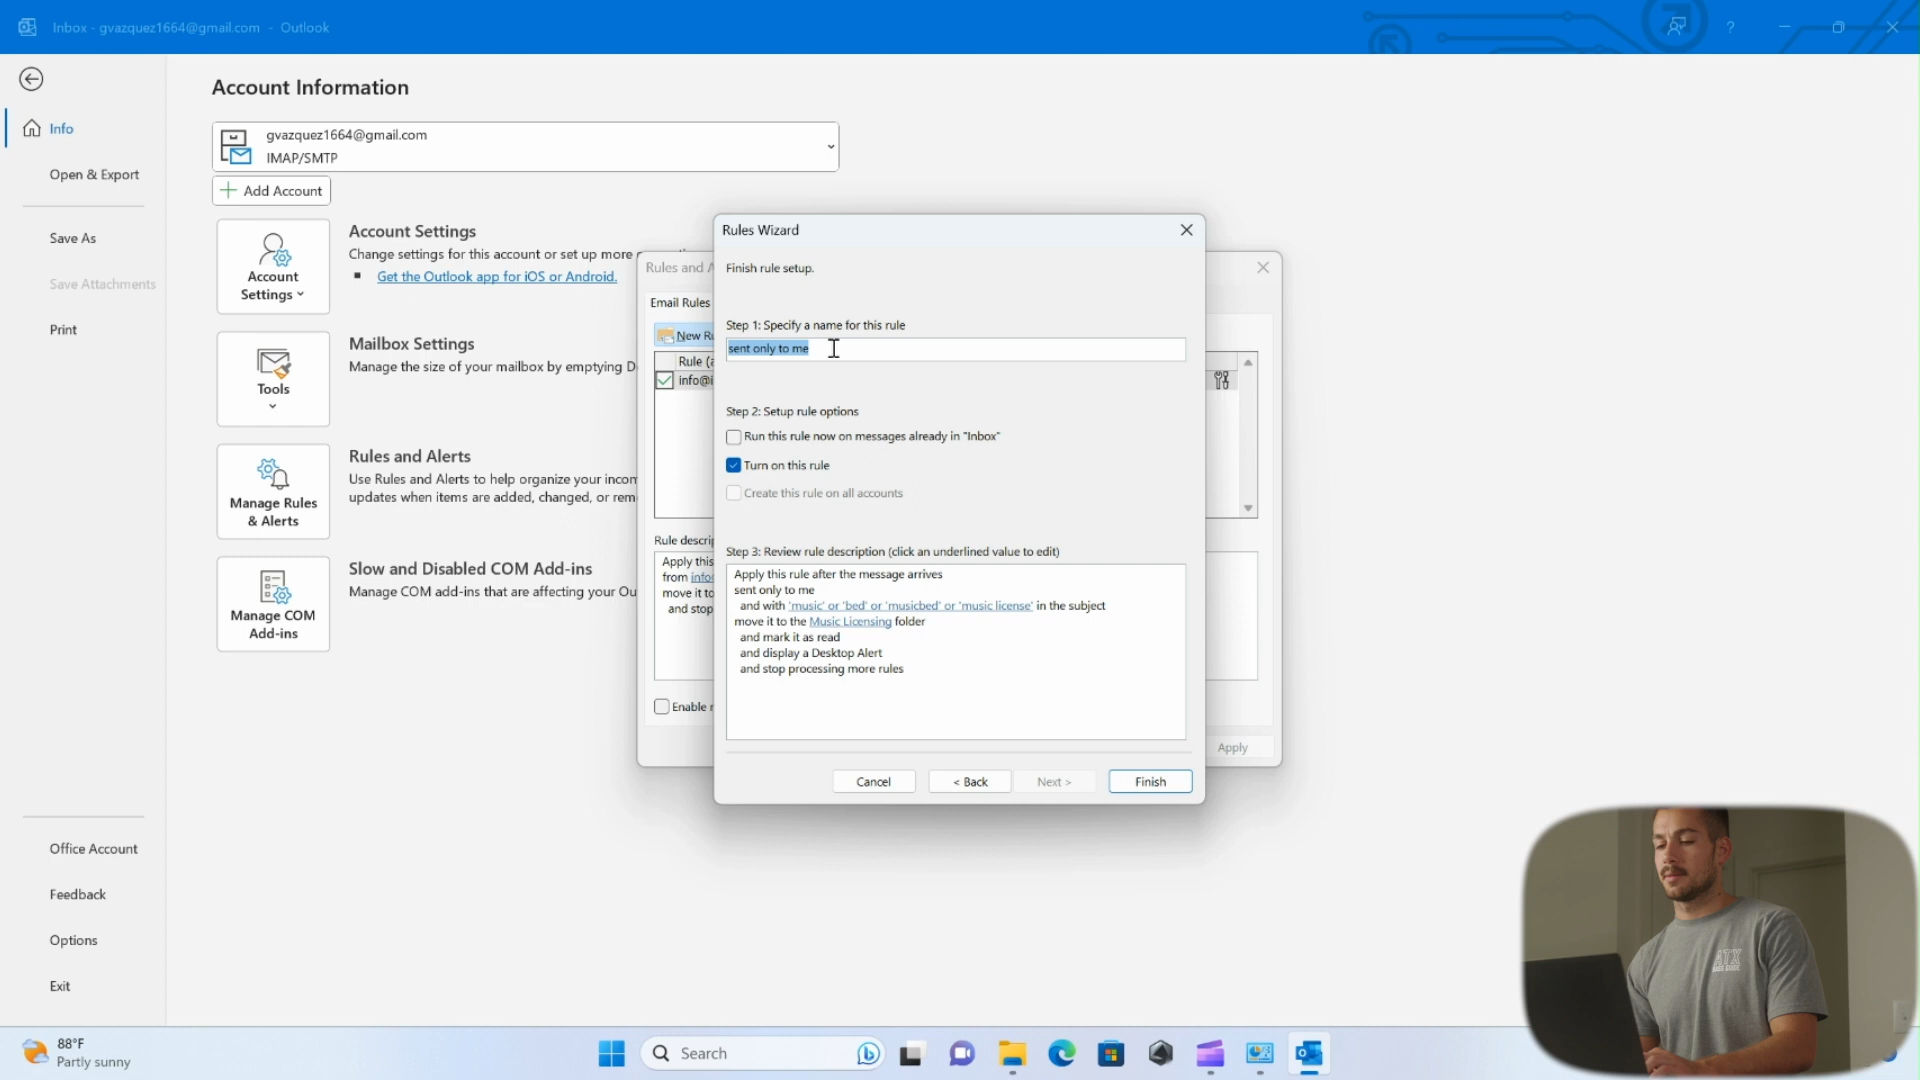 Inbox - gvazquez1664@gmail.com - Outlook
?
Account Information
Info
gvazquez1664@gmail.com
IMAP/SMTP
Open & Export
Add Account
Save As
Save Attachments
Print
Account Settings
Account Settings
Change settings for this account or set up more
Get the Outlook app for iOS or Android.
Tools
Mailbox Settings
Manage the size of your mailbox by emptying D
Manage Rules & Alerts
Rules and Alerts
Use Rules and Alerts to help organize your incom
updates when items are added, changed, or rem
Manage COM Add-ins
Slow and Disabled COM Add-ins
Manage COM add-ins that are affecting your Ou
Office Account
Feedback
Options
Exit
Rules and A
Email Rules
New Ru
Rule (a
info@i
Rule descrip
Apply this
from info
move it to
and stop
Enable r
Apply
Rules Wizard
Finish rule setup.
Step 1: Specify a name for this rule
sent only to me
Step 2: Setup rule options
Run this rule now on messages already in "Inbox"
Turn on this rule
Create this rule on all accounts
Step 3: Review rule description (click an underlined value to edit)
Apply this rule after the message arrives
sent only to me
and with 'music' or 'bed' or 'musicbed' or 'music license' in the subject
move it to the Music Licensing folder
and mark it as read
and display a Desktop Alert
and stop processing more rules
Cancel
< Back
Next >
Finish
88°F
Partly sunny
Search
ATX